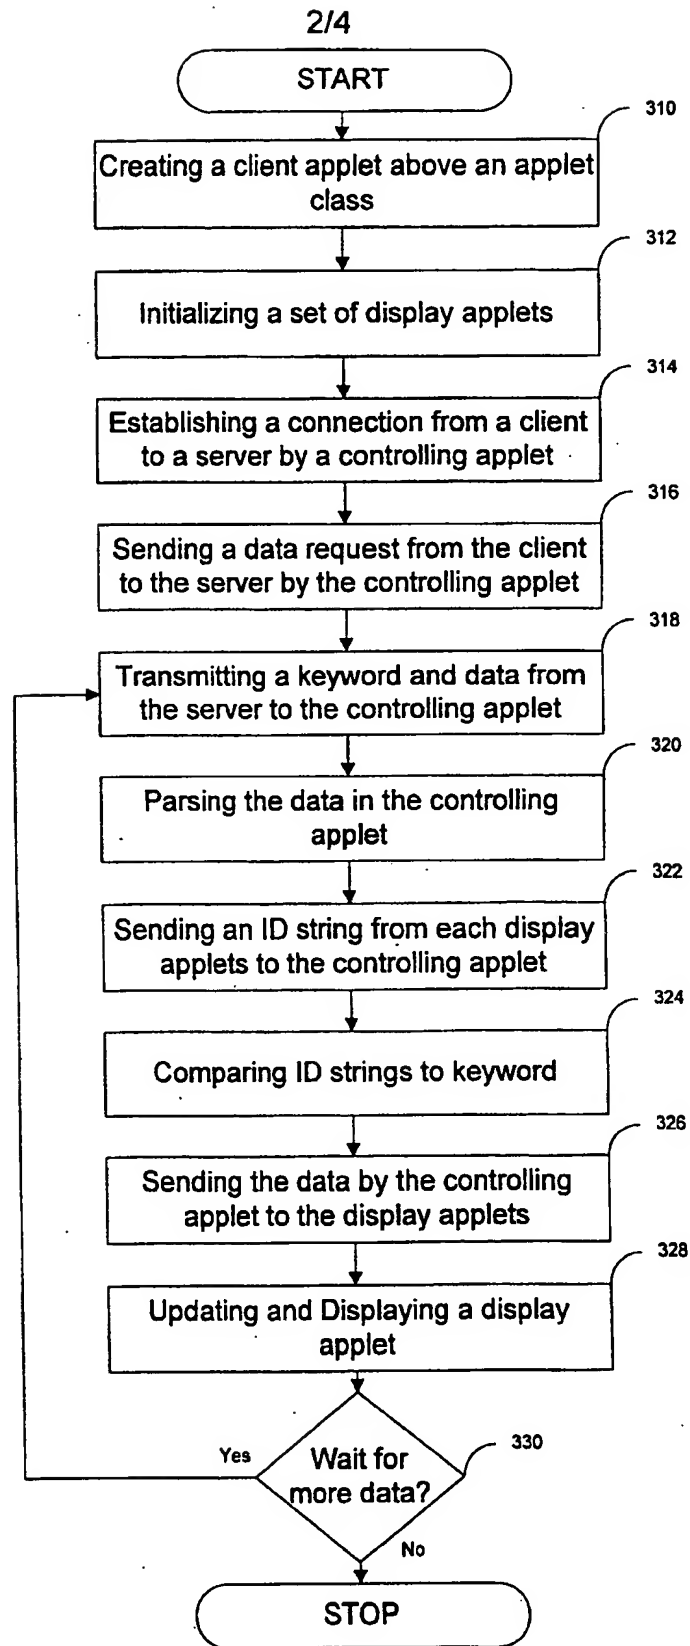 2/4
START
310
Creating a client applet above an applet
class
312
Initializing a set of display applets
314
Establishing a connection from a client
to a server by a controlling applet
316
Sending a data request from the client
to the server by the controlling applet
318
Transmitting a keyword and data from
the server to the controlling applet
320
Parsing the data in the controlling
applet
322
Sending an ID string from each display
applets to the controlling applet
324
Comparing ID strings to keyword
326
Sending the data by the controlling
applet to the display applets
328
Updating and Displaying a display
applet
330
Yes
Wait for
more data?
No
STOP